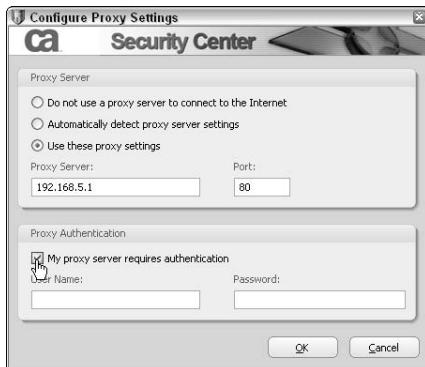 Configure Proxy Settings
ca Security Center
Proxy Server
Do not use a proxy server to connect to the Internet
Automatically detect proxy server settings
Use these proxy settings
Proxy Server: Port:
192.168.5.1 80
Proxy Authentication
My proxy server requires authentication
User Name: Password:
OK Cancel